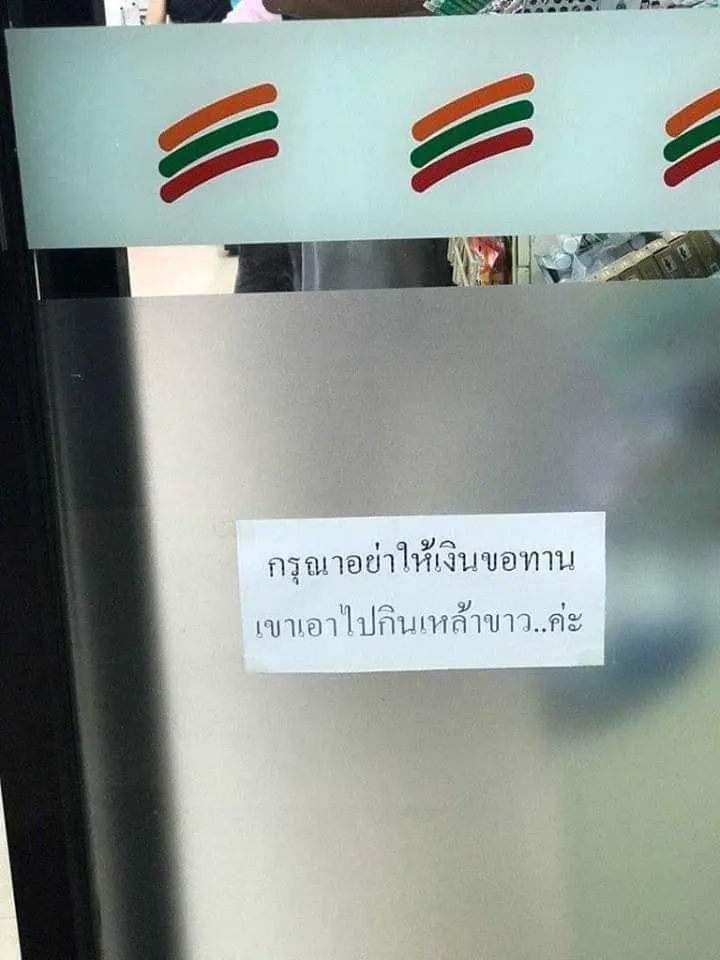 กรุณาอย่าให้เงินขอทาน
เขาเอาไปกินเหล้าขาว..ค่ะ